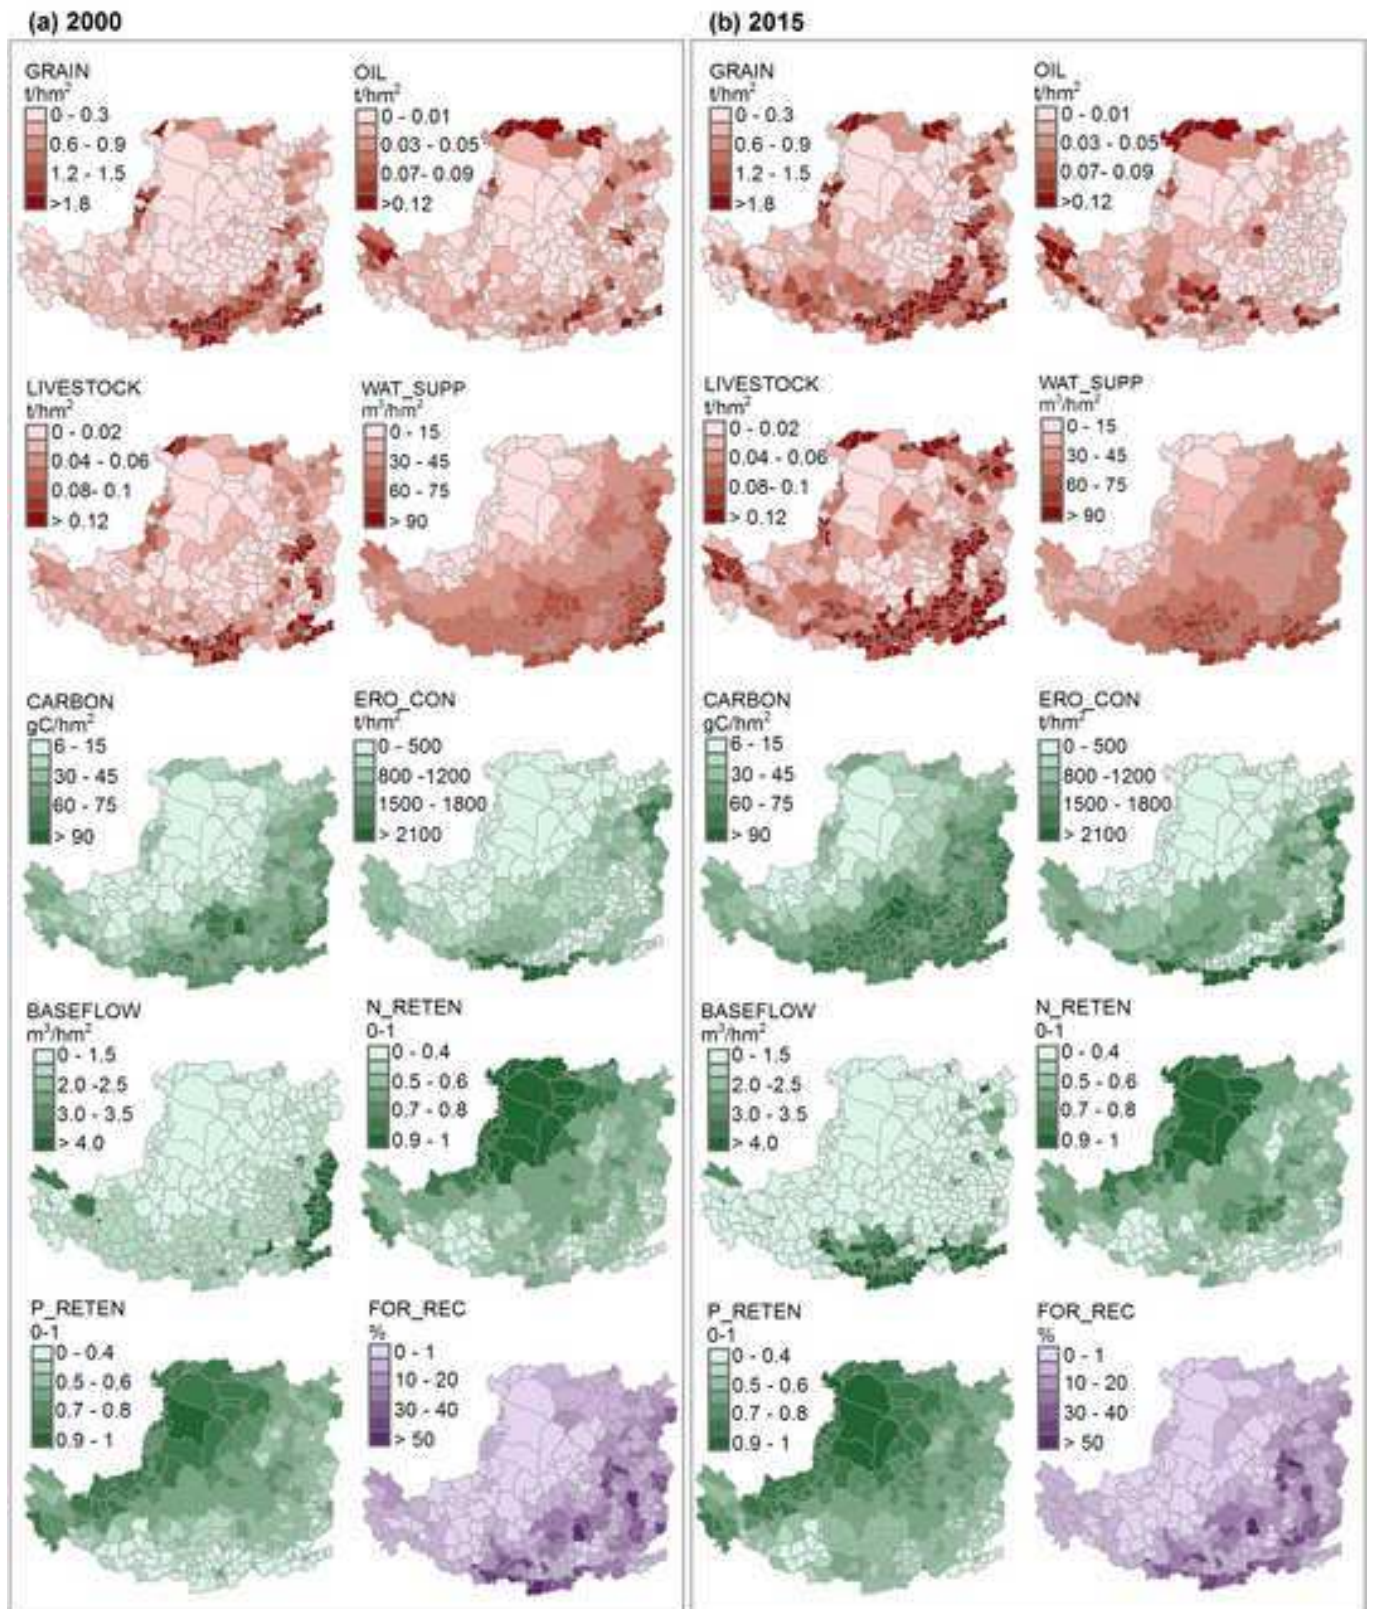 (a) 2000
(b) 2015
GRAIN
t/hm²
0 - 0.3
0.6 - 0.9
1.2 - 1.5
>1.8
OIL
t/hm²
0 - 0.01
0.03 - 0.05
0.07- 0.09
>0.12
GRAIN
t/hm²
0 - 0.3
0.6 - 0.9
1.2 - 1.5
>1.8
OIL
t/hm²
0 - 0.01
0.03 - 0.05
0.07- 0.09
>0.12
LIVESTOCK
t/hm²
0 - 0.02
0.04 - 0.06
0.08- 0.1
> 0.12
WAT_SUPP
m³/hm²
0 - 15
30 - 45
60 - 75
> 90
LIVESTOCK
t/hm²
0 - 0.02
0.04 - 0.06
0.08- 0.1
> 0.12
WAT_SUPP
m³/hm²
0 - 15
30 - 45
60 - 75
> 90
CARBON
gC/hm²
6 - 15
30 - 45
60 - 75
> 90
ERO_CON
t/hm²
0 - 500
800 -1200
1500 - 1800
> 2100
CARBON
gC/hm²
6 - 15
30 - 45
60 - 75
> 90
ERO_CON
t/hm²
0 - 500
800 -1200
1500 - 1800
> 2100
BASEFLOW
m³/hm²
0 - 1.5
2.0 -2.5
3.0 - 3.5
> 4.0
N_RETEN
0-1
0 - 0.4
0.5 - 0.6
0.7 - 0.8
0.9 - 1
BASEFLOW
m³/hm²
0 - 1.5
2.0 -2.5
3.0 - 3.5
> 4.0
N_RETEN
0-1
0 - 0.4
0.5 - 0.6
0.7 - 0.8
0.9 - 1
P_RETEN
0-1
0 - 0.4
0.5 - 0.6
0.7 - 0.8
0.9 - 1
FOR_REC
%
0 - 1
10 - 20
30 - 40
> 50
P_RETEN
0-1
0 - 0.4
0.5 - 0.6
0.7 - 0.8
0.9 - 1
FOR_REC
%
0 - 1
10 - 20
30 - 40
> 50